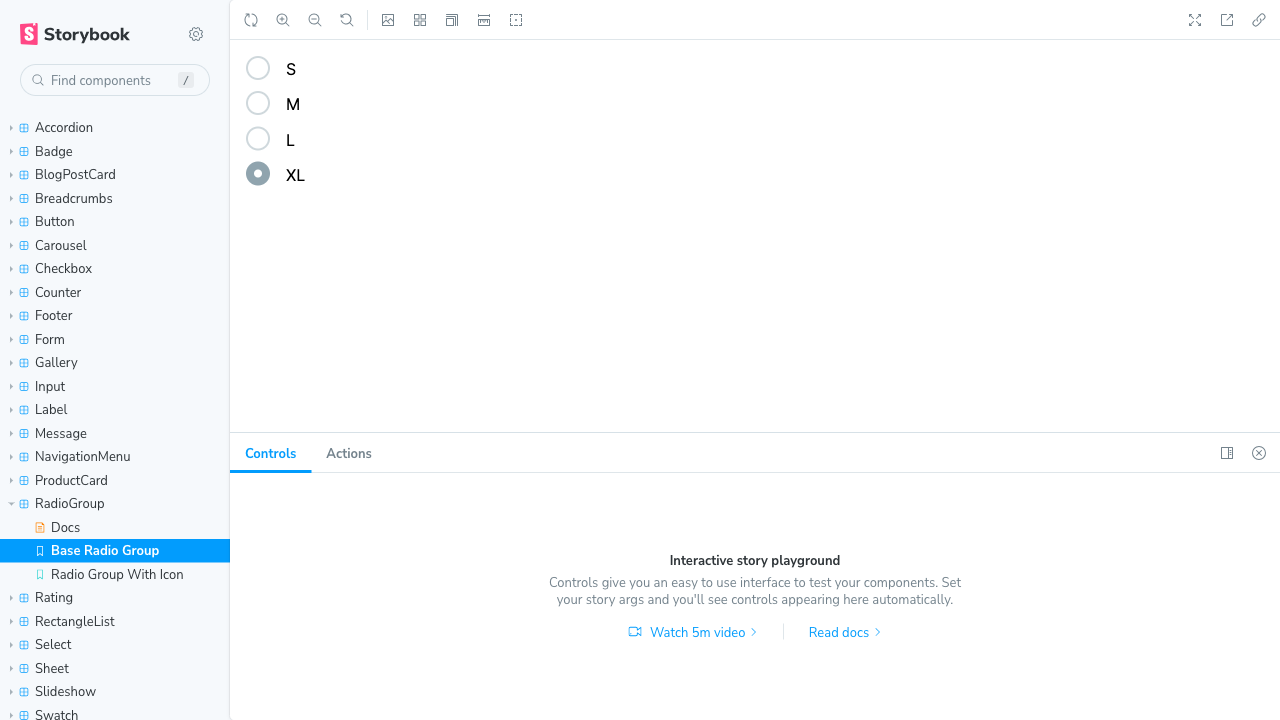 Storybook
Find components
/
Accordion
Badge
BlogPostCard
Breadcrumbs
Button
Carousel
Checkbox
Counter
Footer
Form
Gallery
Input
Label
Message
NavigationMenu
ProductCard
RadioGroup
Docs
Base Radio Group
Radio Group With Icon
Rating
RectangleList
Select
Sheet
Slideshow
Swatch
S
M
L
XL
Controls
Actions
Interactive story playground
Controls give you an easy to use interface to test your components. Set
your story args and you'll see controls appearing here automatically.
Watch 5m video
Read docs